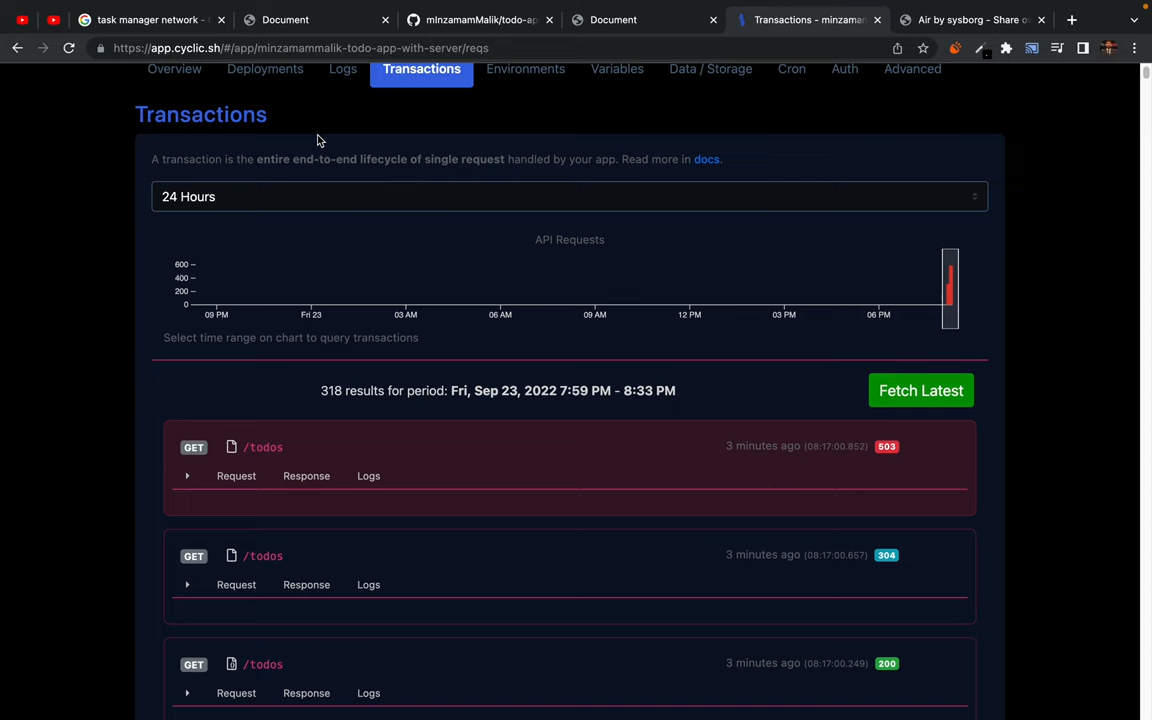 task manager network - G
Document
mInzamamMalik/todo-ap
Document
Transactions - minzaman
Air by sysborg - Share ov
https://app.cyclic.sh/#/app/minzamammalik-todo-app-with-server/reqs
Overview Deployments Logs Transactions Environments Variables Data / Storage Cron Auth Advanced
Transactions
A transaction is the entire end-to-end lifecycle of single request handled by your app. Read more in docs.
24 Hours
API Requests
600
400
200
0
09 PM Fri 23 03 AM 06 AM 09 AM 12 PM 03 PM 06 PM
Select time range on chart to query transactions
318 results for period: Fri, Sep 23, 2022 7:59 PM - 8:33 PM
Fetch Latest
GET /todos 3 minutes ago (08:17:00.852) 503
Request Response Logs
GET /todos 3 minutes ago (08:17:00.657) 304
Request Response Logs
GET /todos 3 minutes ago (08:17:00.249) 200
Request Response Logs